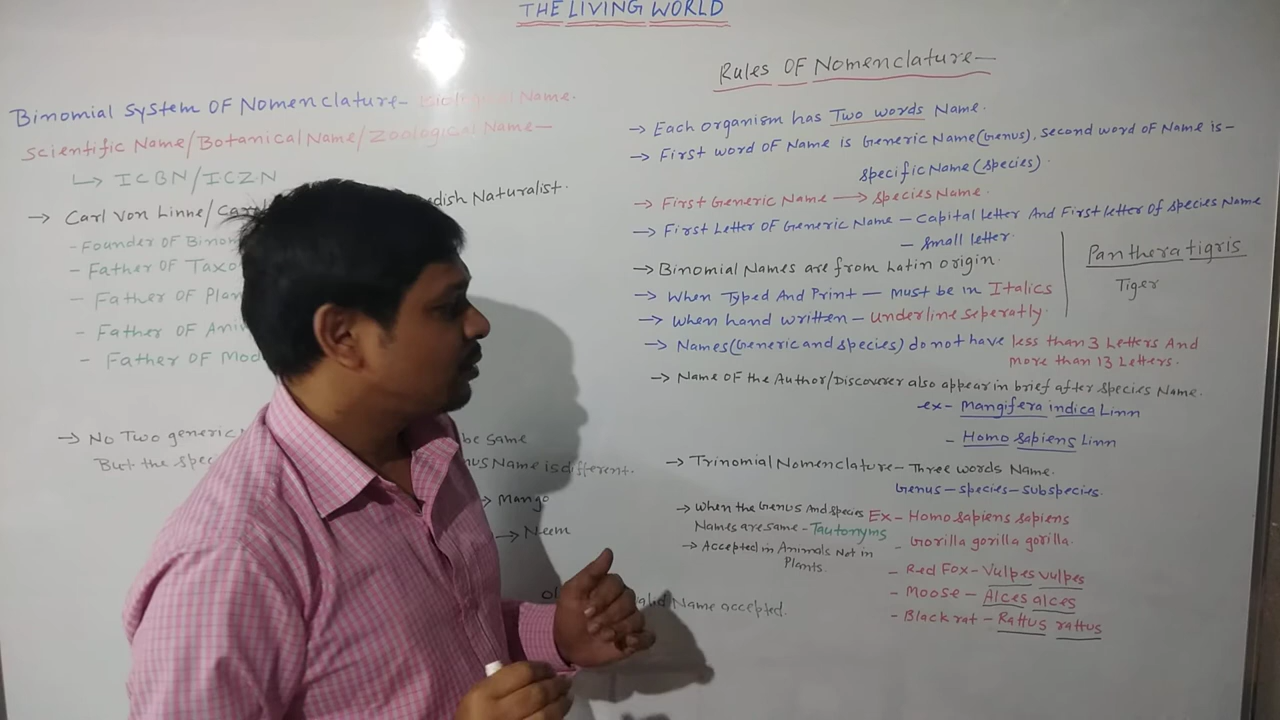 THE LIVING WORLD
Binomial System OF Nomenclature- Biological Name.
Scientific Name/Botanical Name/Zoological Name-
↳ ICBN/ICZN
→ Carl Von Linne/ Naturalist.
- Founder OF
- Father OF
- Father OF
- Father OF
- Father OF
→ No Two generic be same
But the Name is different.
→ Mango
→ Neem
Name accepted.
Rules OF Nomenclature-
→ Each organism has Two words Name.
→ First word OF Name is Generic Name(Genus), second word OF Name is -
specific Name (species).
→ First Generic Name → species Name.
→ First Letter OF Generic Name - Capital letter And First letter Of species Name
- small letter.
→ Binomial Names are from Latin origin.
→ When Typed And Print - must be in Italics
→ When hand written - underline seperatly.
Panthera tigris
Tiger
→ Names(Generic and species) do not have less than 3 Letters And
more than 13 Letters.
→ Name OF the Author/Discoverer also appear in brief after species Name.
ex- Mangifera indica Linn
- Homo sapiens Linn
→ Trinomial Nomenclature - Three words Name.
Genus - species - subspecies.
→ When the Genus And species
Names are same - Tautonyms
→ Accepted in Animals Not in
Plants.
Ex - Homo sapiens sapiens
- Gorilla gorilla gorilla.
- Red Fox - Vulpes vulpes
- Moose - Alces alces
- Black rat - Rattus rattus